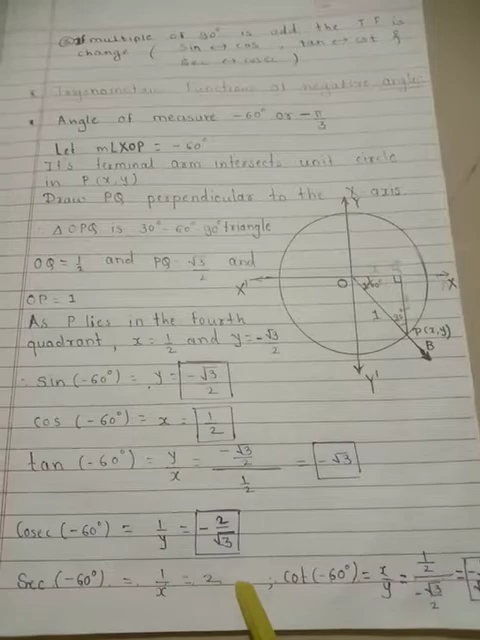 If multiple of 90° is add the T F is
change ( sin ↔ cos , tan ↔ cot &
sec ↔ cosec )
* Trigonometric functions of negative angles
• Angle of measure -60° or -π/3
Let m∠XOP = -60°
Its terminal arm intersects unit circle
in P(x,y)
Draw PQ perpendicular to the X axis.
∴ △OPQ is 30°-60°-90° triangle
OQ = 1/2 and PQ = √3/2 and
OP = 1
As P lies in the fourth
quadrant, x = 1/2 and y = -√3/2
∴ sin(-60°) = y = -√3/2
cos (-60°) = x = 1/2
tan (-60°) = y/x = (-√3/2)/(1/2) = -√3
Cosec (-60°) = 1/y = -2/√3
Sec (-60°) = 1/x = 2 ; cot(-60°) = x/y = (1/2)/(-√3/2) =
Y
X'
O
X
1
P(x,y)
B
Y'